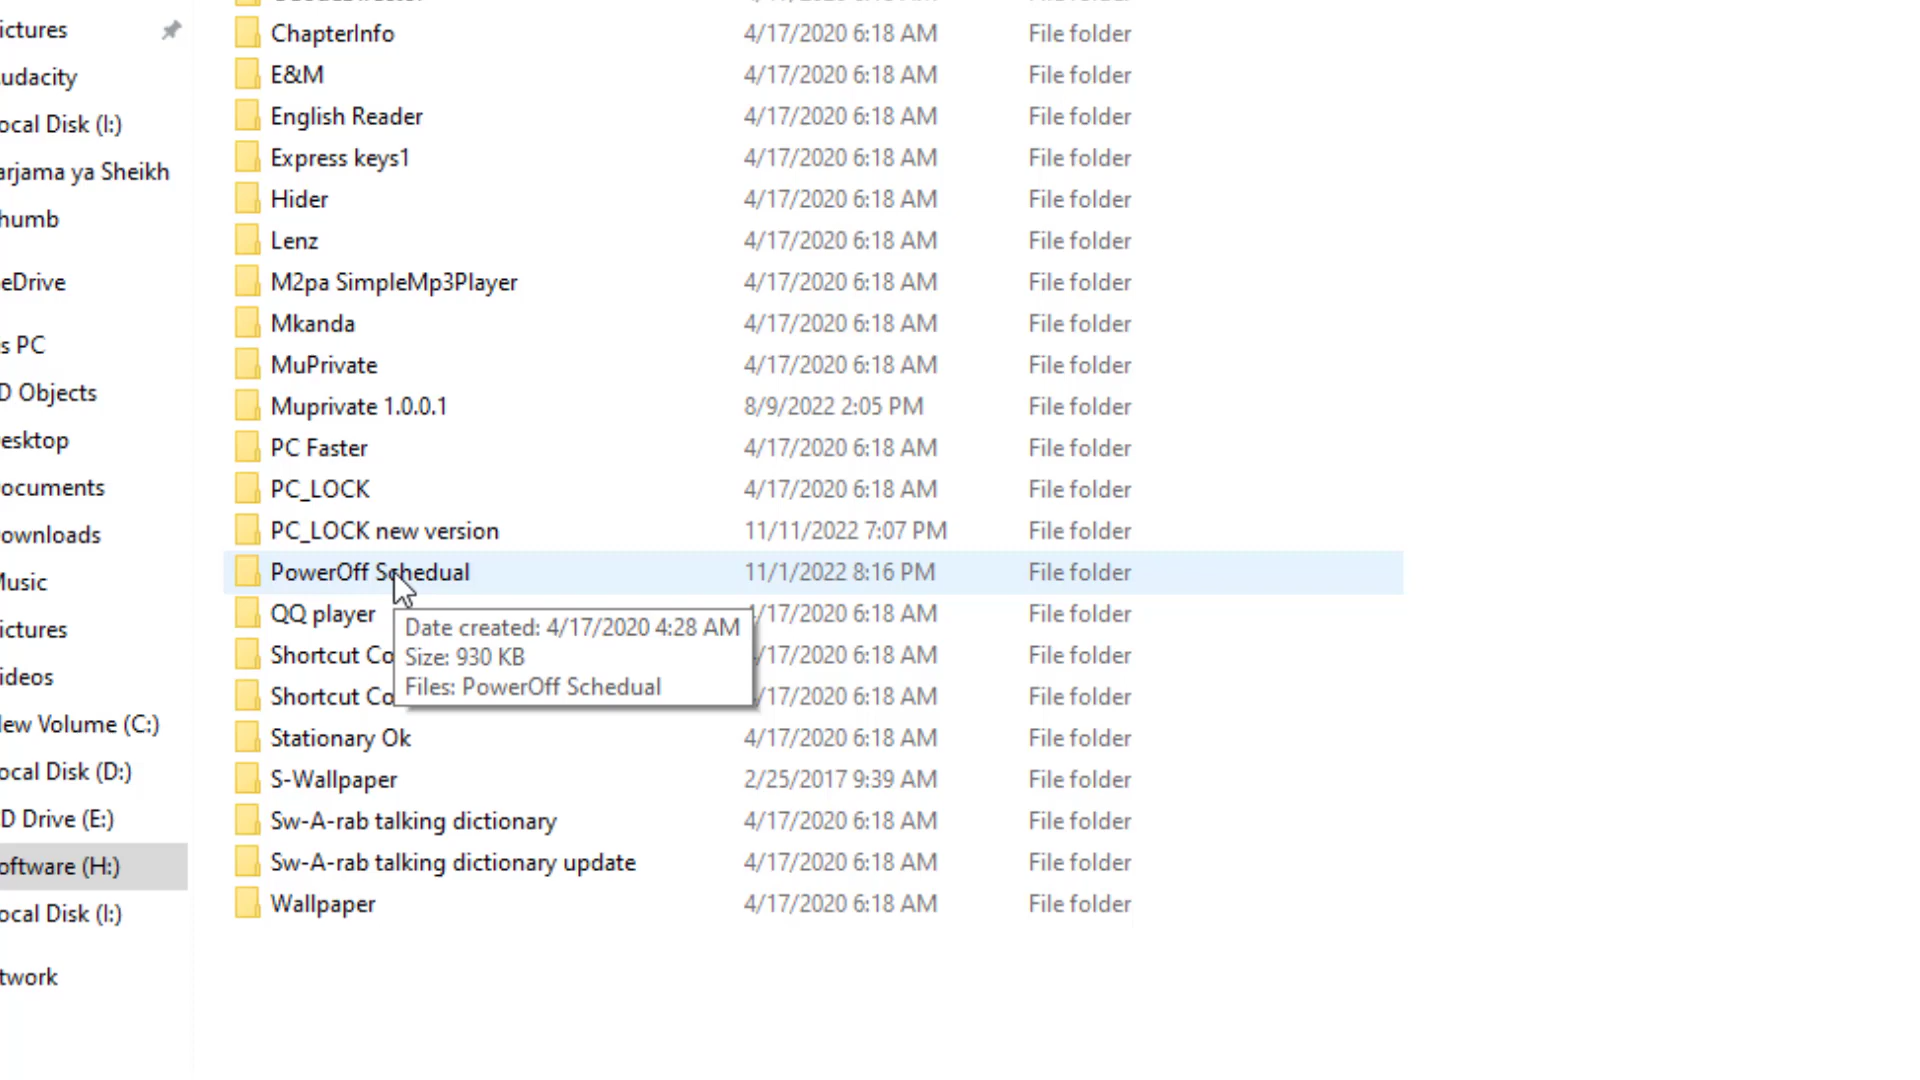 ictures
udacity
ocal Disk (I:)
arjama ya Sheikh
humb
eDrive
s PC
D Objects
esktop
ocuments
ownloads
Music
ictures
ideos
lew Volume (C:)
ocal Disk (D:)
D Drive (E:)
oftware (H:)
ocal Disk (I:)
twork
ChapterInfo 4/17/2020 6:18 AM File folder
E&M 4/17/2020 6:18 AM File folder
English Reader 4/17/2020 6:18 AM File folder
Express keys1 4/17/2020 6:18 AM File folder
Hider 4/17/2020 6:18 AM File folder
Lenz 4/17/2020 6:18 AM File folder
M2pa SimpleMp3Player 4/17/2020 6:18 AM File folder
Mkanda 4/17/2020 6:18 AM File folder
MuPrivate 4/17/2020 6:18 AM File folder
Muprivate 1.0.0.1 8/9/2022 2:05 PM File folder
PC Faster 4/17/2020 6:18 AM File folder
PC_LOCK 4/17/2020 6:18 AM File folder
PC_LOCK new version 11/11/2022 7:07 PM File folder
PowerOff Schedual 11/1/2022 8:16 PM File folder
QQ player /17/2020 6:18 AM File folder
Shortcut Co /17/2020 6:18 AM File folder
Shortcut Co /17/2020 6:18 AM File folder
Stationary Ok 4/17/2020 6:18 AM File folder
S-Wallpaper 2/25/2017 9:39 AM File folder
Sw-A-rab talking dictionary 4/17/2020 6:18 AM File folder
Sw-A-rab talking dictionary update 4/17/2020 6:18 AM File folder
Wallpaper 4/17/2020 6:18 AM File folder
Date created: 4/17/2020 4:28 AM
Size: 930 KB
Files: PowerOff Schedual